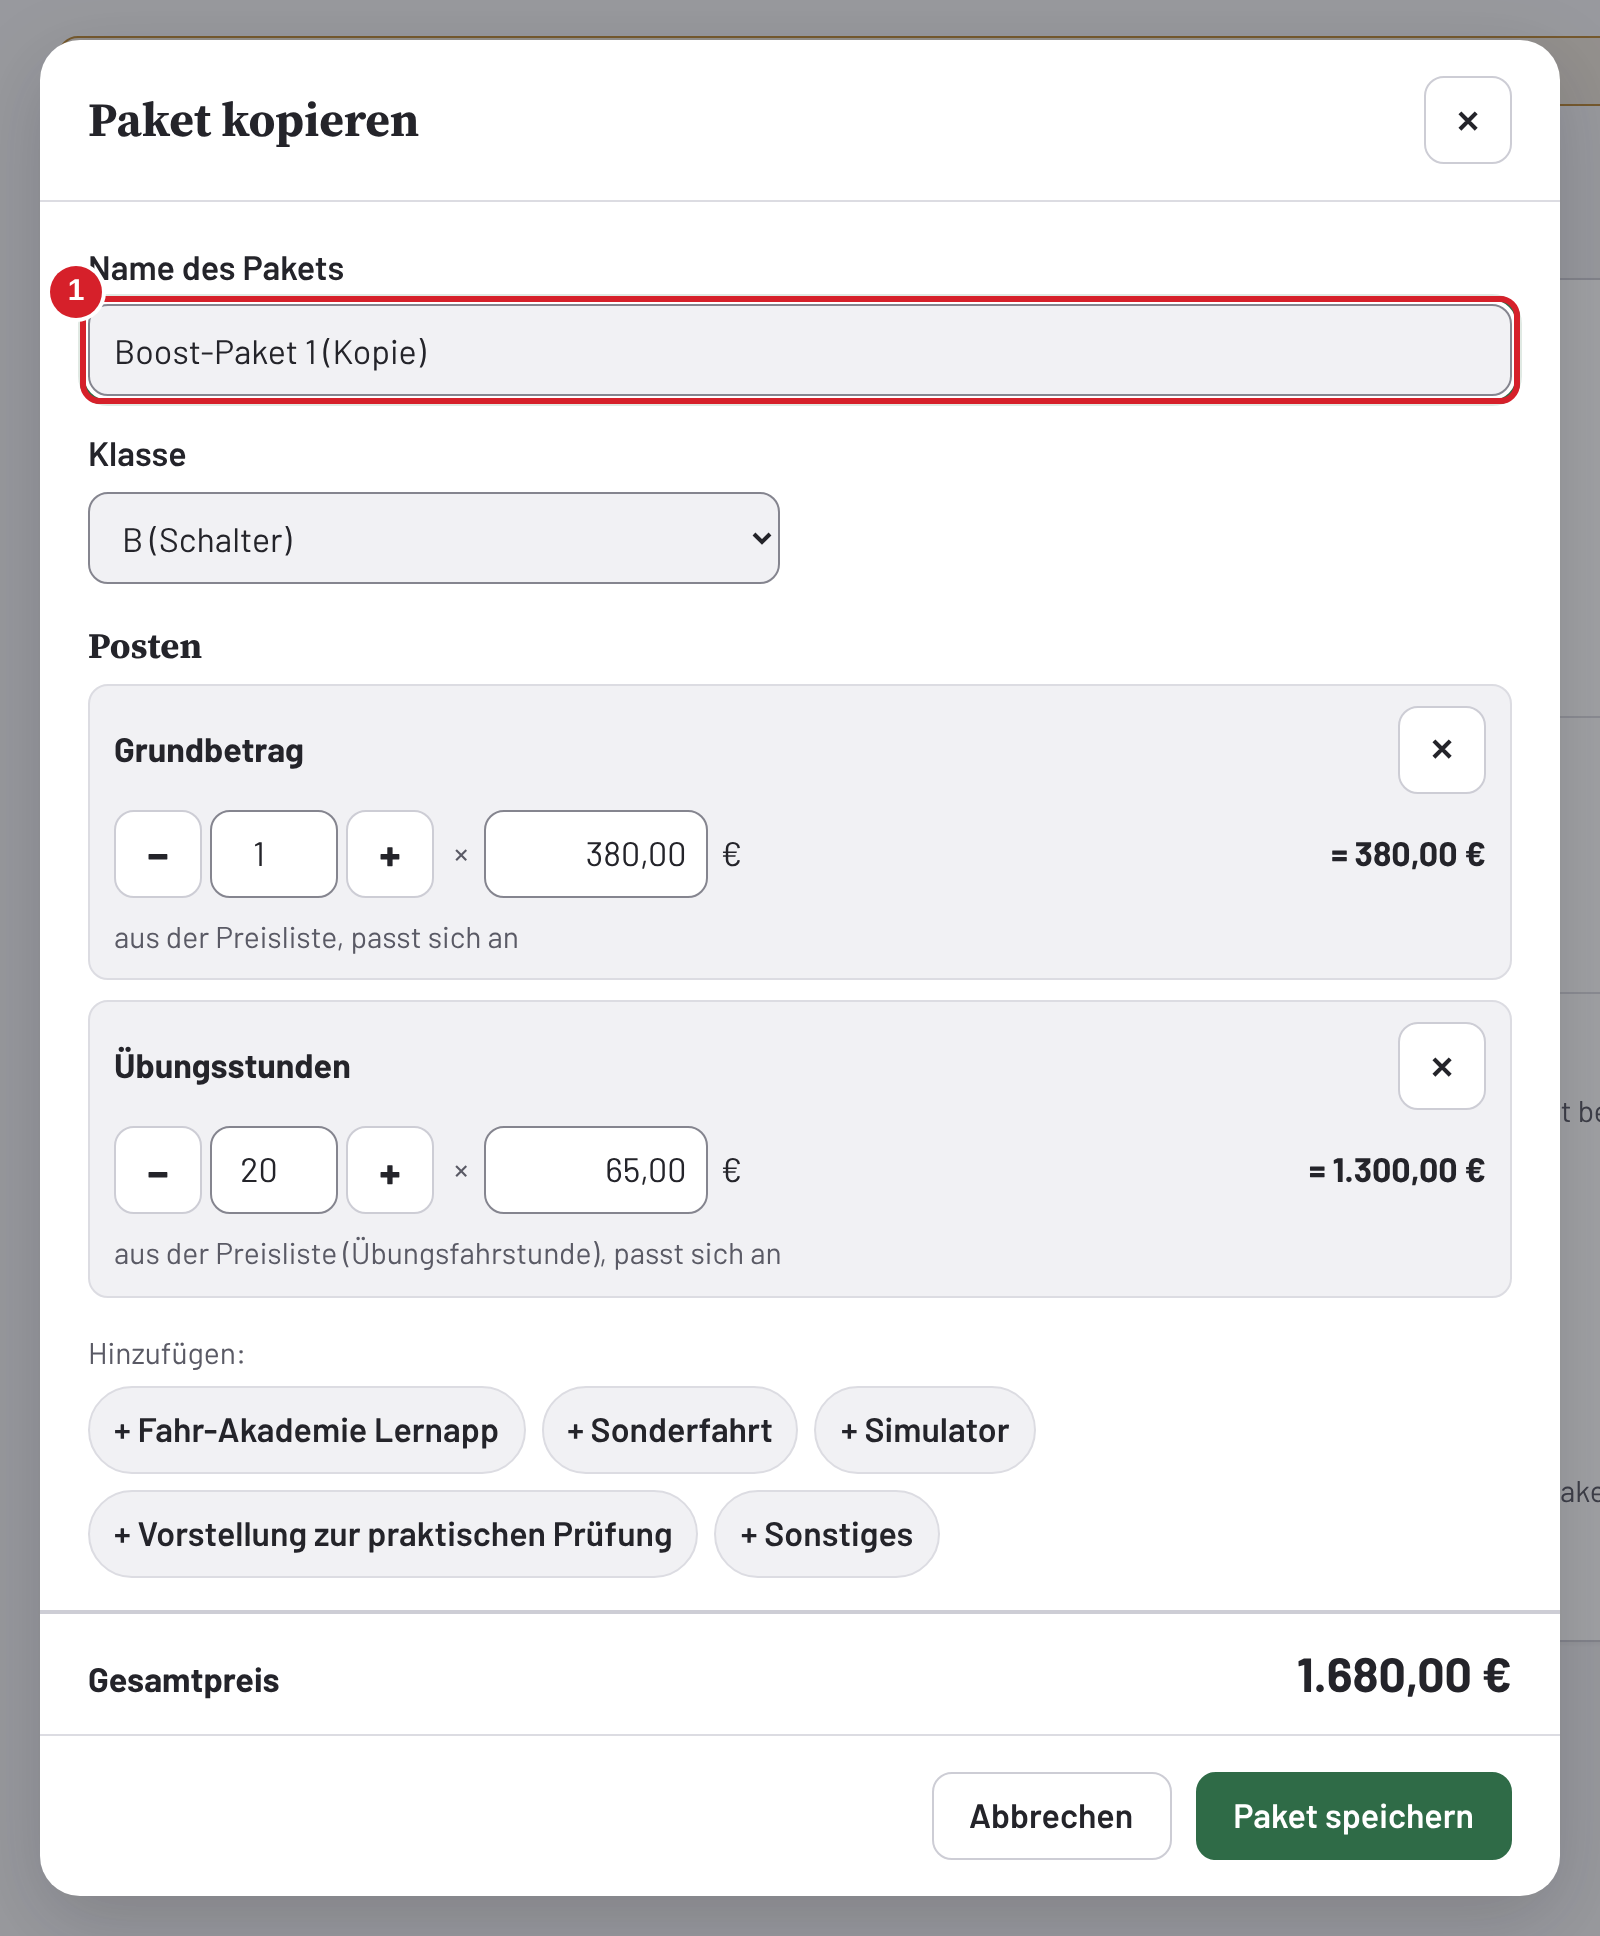 Paket kopieren
×
1
Name des Pakets
Boost-Paket 1 (Kopie)
Klasse
B (Schalter)
Posten
Grundbetrag
×
− 1 + × 380,00 € = 380,00 €
aus der Preisliste, passt sich an
Übungsstunden
×
− 20 + × 65,00 € = 1.300,00 €
aus der Preisliste (Übungsfahrstunde), passt sich an
Hinzufügen:
+ Fahr-Akademie Lernapp + Sonderfahrt + Simulator
+ Vorstellung zur praktischen Prüfung + Sonstiges
Gesamtpreis 1.680,00 €
Abbrechen Paket speichern